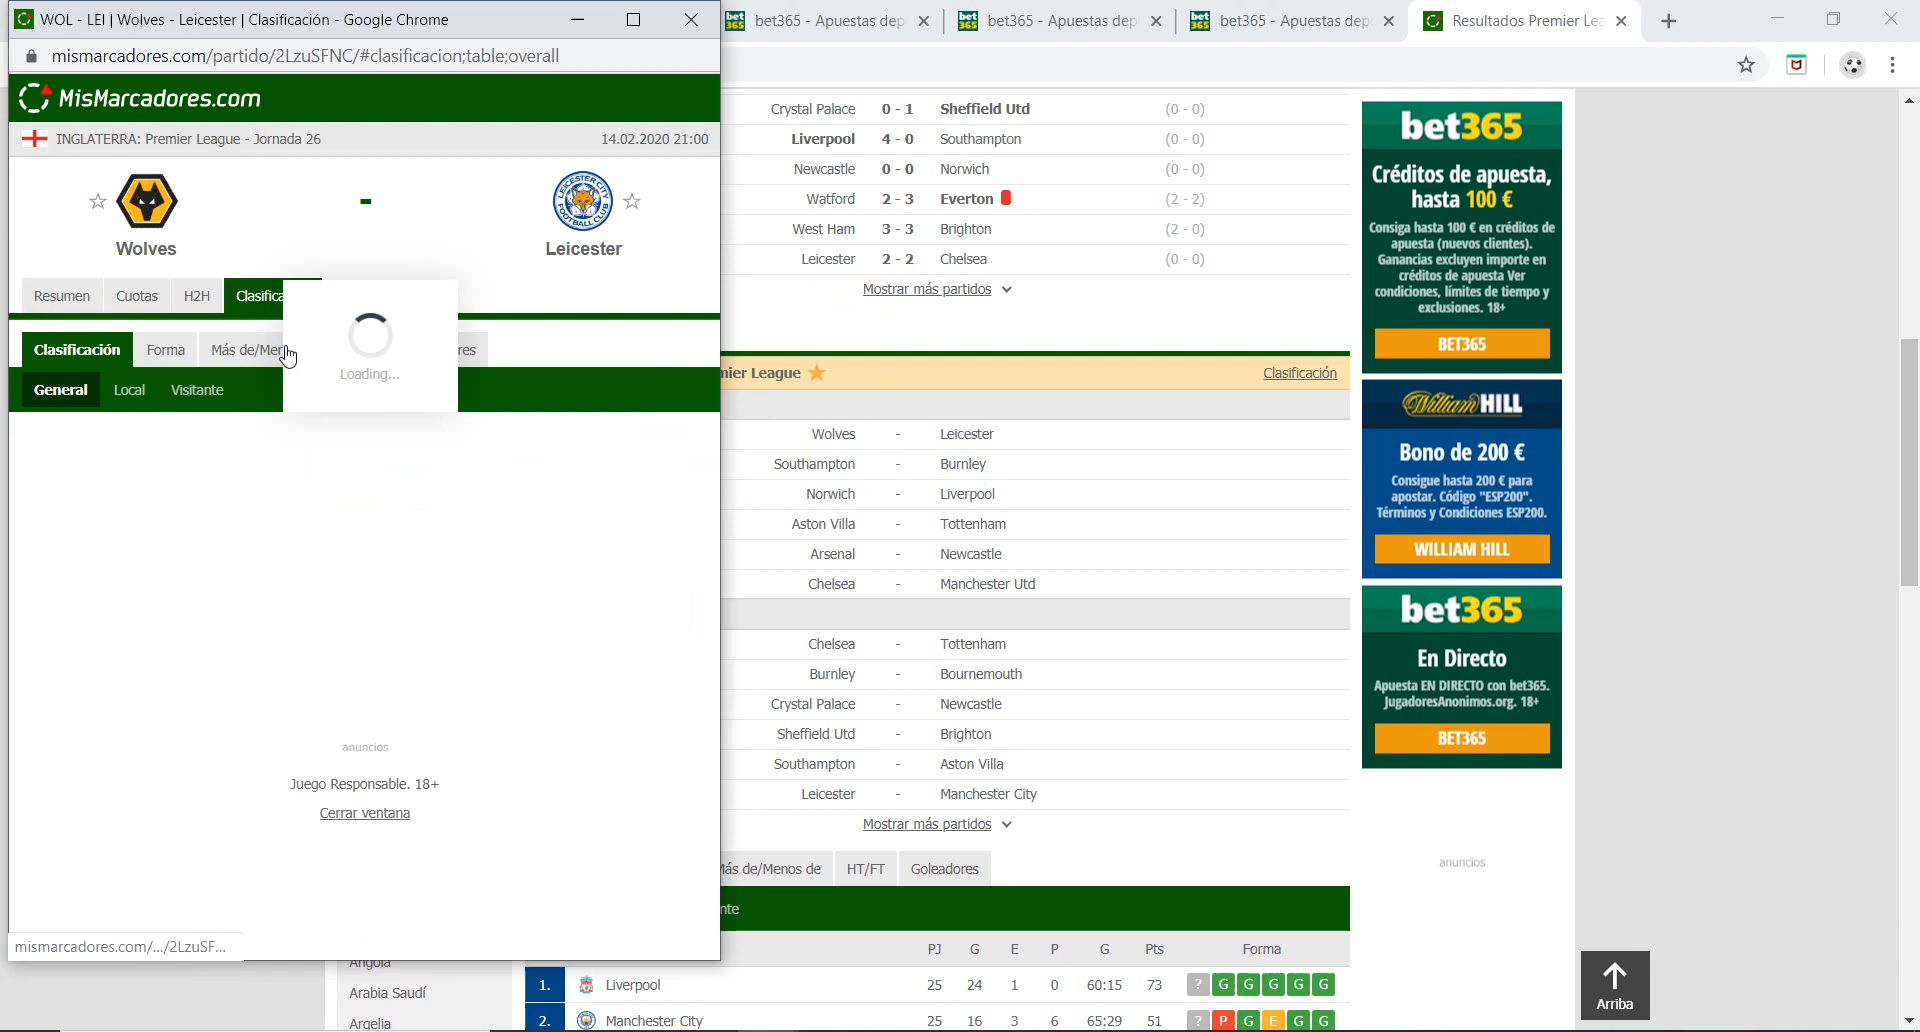 WOL - LEI | Wolves - Leicester | Clasificación - Google Chrome
mismarcadores.com/partido/2LzuSFNC/#clasificacion;table;overall
MisMarcadores.com
INGLATERRA: Premier League - Jornada 26 14.02.2020 21:00
-
LEICESTER CITY
FOOTBALL CLUB
Wolves Leicester
Resumen Cuotas H2H Clasifica
Clasificación Forma Más de/Mer res
Loading...
General Local Visitante
anuncios
Juego Responsable. 18+
Cerrar ventana
mismarcadores.com/.../2LzuSF...
bet365 - Apuestas dep bet365 - Apuestas dep bet365 - Apuestas depo Resultados Premier Lea
Crystal Palace 0 - 1 Sheffield Utd (0 - 0)
Liverpool 4 - 0 Southampton (0 - 0)
Newcastle 0 - 0 Norwich (0 - 0)
Watford 2 - 3 Everton (2 - 2)
West Ham 3 - 3 Brighton (2 - 0)
Leicester 2 - 2 Chelsea (0 - 0)
Mostrar más partidos
mier League Clasificación
Wolves - Leicester
Southampton - Burnley
Norwich - Liverpool
Aston Villa - Tottenham
Arsenal - Newcastle
Chelsea - Manchester Utd
Chelsea - Tottenham
Burnley - Bournemouth
Crystal Palace - Newcastle
Sheffield Utd - Brighton
Southampton - Aston Villa
Leicester - Manchester City
Mostrar más partidos
Más de/Menos de HT/FT Goleadores
nte
PJ G E P G Pts Forma
1. Liverpool 25 24 1 0 60:15 73 ? G G G G G
2. Manchester City 25 16 3 6 65:29 51 ? P G E G G
Angola
Arabia Saudí
Argelia
bet365
Créditos de apuesta,
hasta 100 €
Consiga hasta 100 € en créditos de
apuesta (nuevos clientes).
Ganancias excluyen importe en
créditos de apuesta Ver
condiciones, límites de tiempo y
exclusiones. 18+
BET365
William HILL
Bono de 200 €
Consigue hasta 200 € para
apostar. Código "ESP200".
Términos y Condiciones ESP200.
WILLIAM HILL
bet365
En Directo
Apuesta EN DIRECTO con bet365.
JugadoresAnonimos.org. 18+
BET365
anuncios
Arriba